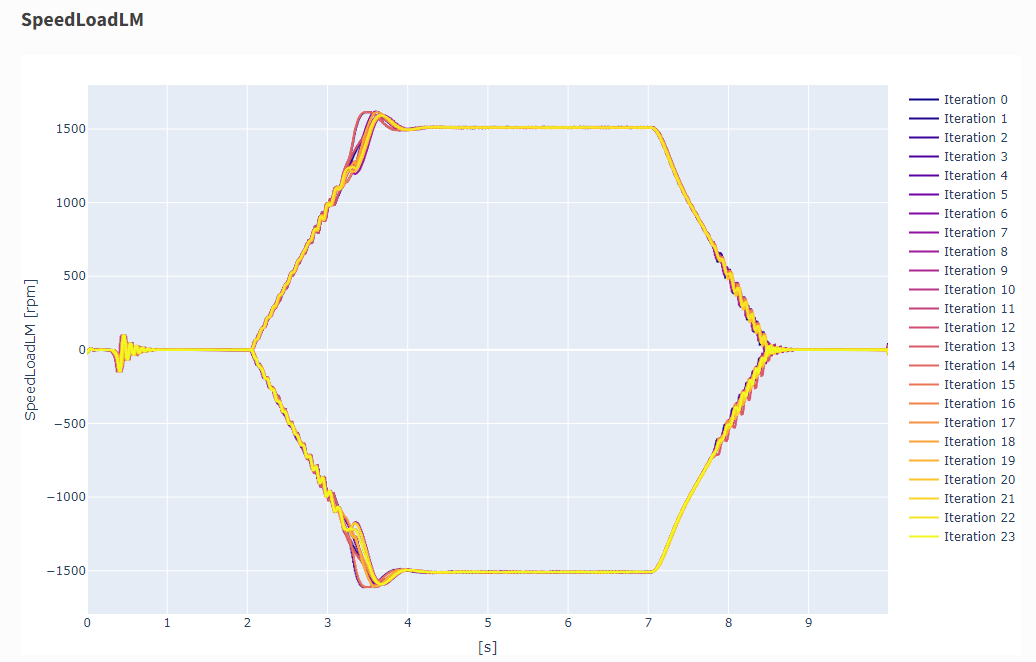 SpeedLoadLM
1500
1000
500
0
−500
−1000
−1500
SpeedLoadLM [rpm]
0 1 2 3 4 5 6 7 8 9
[s]
Iteration 0
Iteration 1
Iteration 2
Iteration 3
Iteration 4
Iteration 5
Iteration 6
Iteration 7
Iteration 8
Iteration 9
Iteration 10
Iteration 11
Iteration 12
Iteration 13
Iteration 14
Iteration 15
Iteration 16
Iteration 17
Iteration 18
Iteration 19
Iteration 20
Iteration 21
Iteration 22
Iteration 23